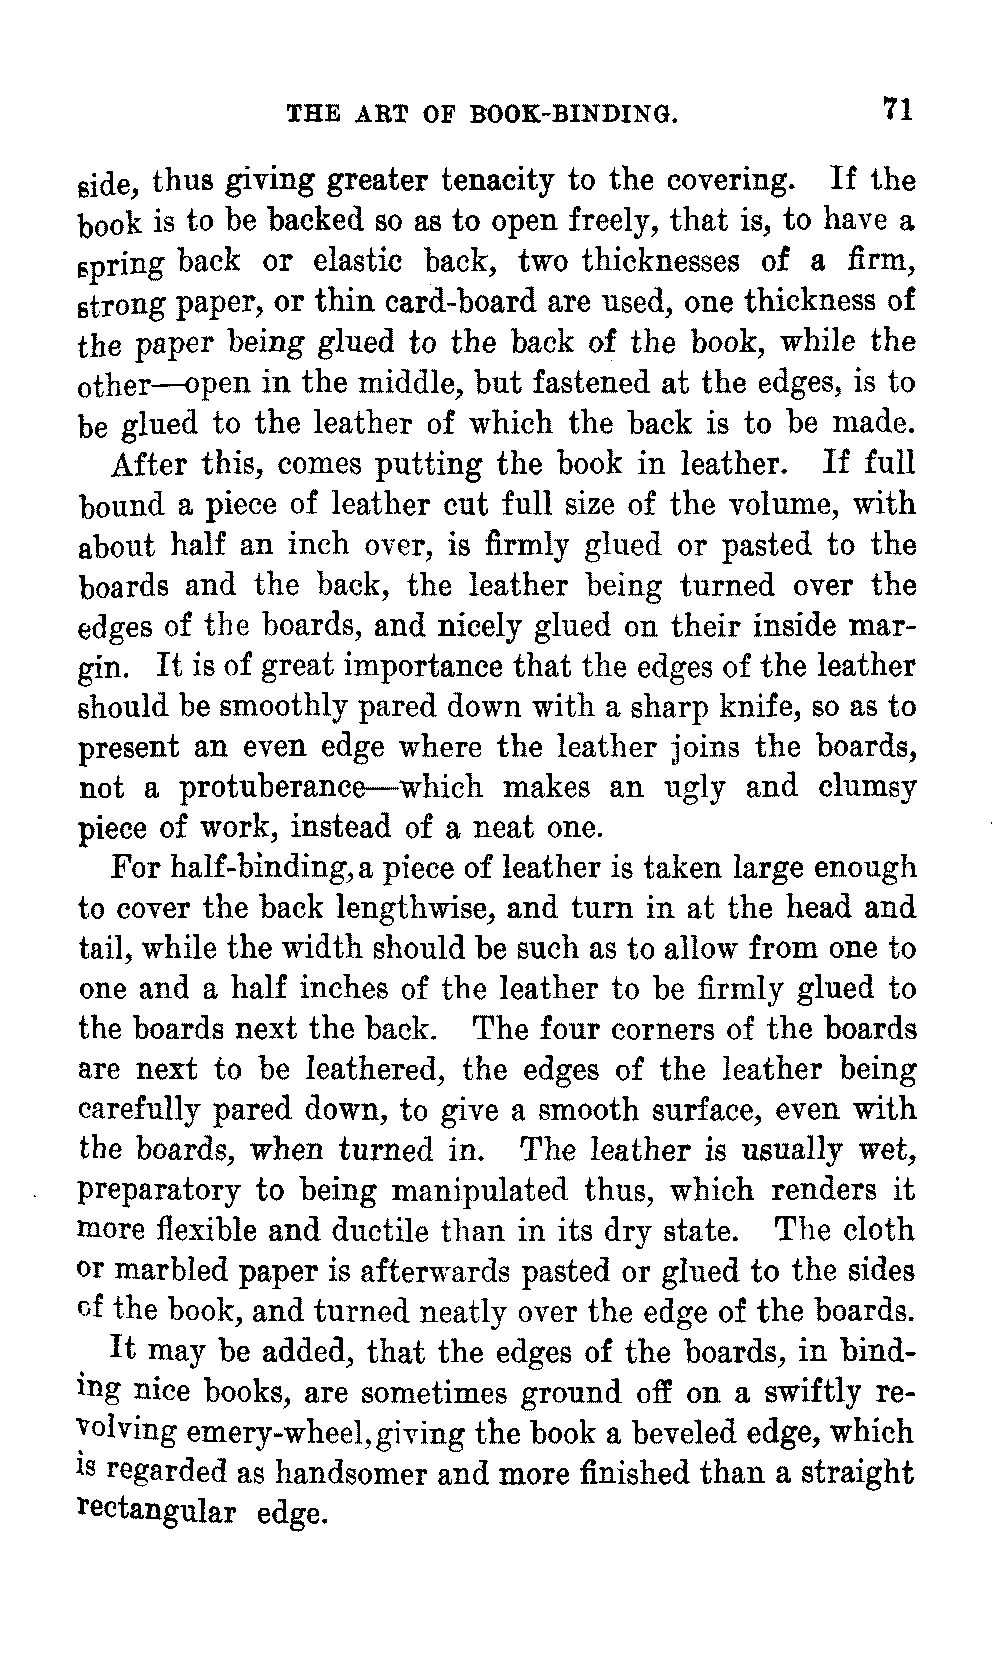 THE ART OF BOOK-BINDING. 71
side, thus giving greater tenacity to the covering. If the
book is to be backed so as to open freely, that is, to have a
spring back or elastic back, two thicknesses of a firm,
strong paper, or thin card-board are used, one thickness of
the paper being glued to the back of the book, while the
other—open in the middle, but fastened at the edges, is to
be glued to the leather of which the back is to be made.
After this, comes putting the book in leather. If full
bound a piece of leather cut full size of the volume, with
about half an inch over, is firmly glued or pasted to the
boards and the back, the leather being turned over the
edges of the boards, and nicely glued on their inside mar-
gin. It is of great importance that the edges of the leather
should be smoothly pared down with a sharp knife, so as to
present an even edge where the leather joins the boards,
not a protuberance—which makes an ugly and clumsy
piece of work, instead of a neat one.
For half-binding, a piece of leather is taken large enough
to cover the back lengthwise, and turn in at the head and
tail, while the width should be such as to allow from one to
one and a half inches of the leather to be firmly glued to
the boards next the back. The four corners of the boards
are next to be leathered, the edges of the leather being
carefully pared down, to give a smooth surface, even with
the boards, when turned in. The leather is usually wet,
preparatory to being manipulated thus, which renders it
more flexible and ductile than in its dry state. The cloth
or marbled paper is afterwards pasted or glued to the sides
of the book, and turned neatly over the edge of the boards.
It may be added, that the edges of the boards, in bind-
ing nice books, are sometimes ground off on a swiftly re-
volving emery-wheel, giving the book a beveled edge, which
is regarded as handsomer and more finished than a straight
rectangular edge.